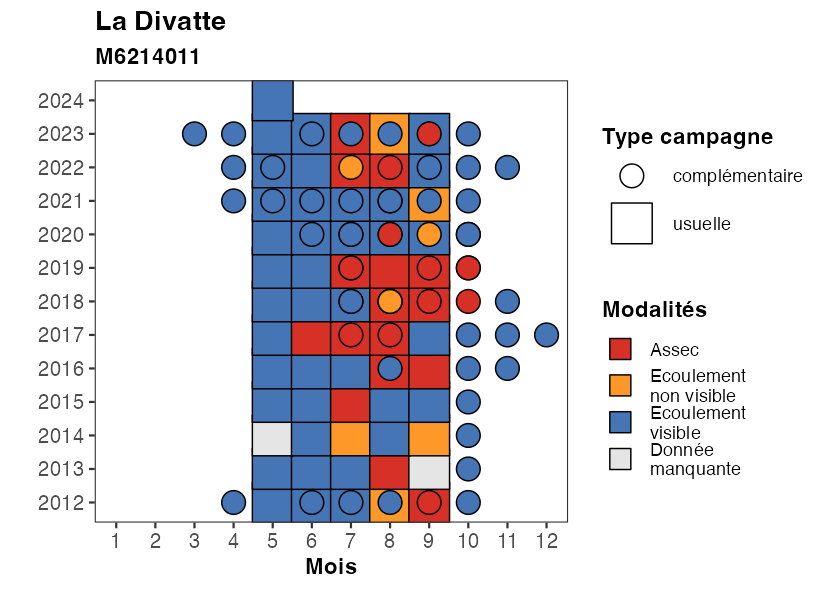 La Divatte
M6214011
2024
2023
2022
2021
2020
2019
2018
2017
2016
2015
2014
2013
2012
1 2 3 4 5 6 7 8 9 10 11 12
Mois
Type campagne
complémentaire
usuelle
Modalités
Assec
Ecoulement
non visible
Ecoulement
visible
Donnée
manquante